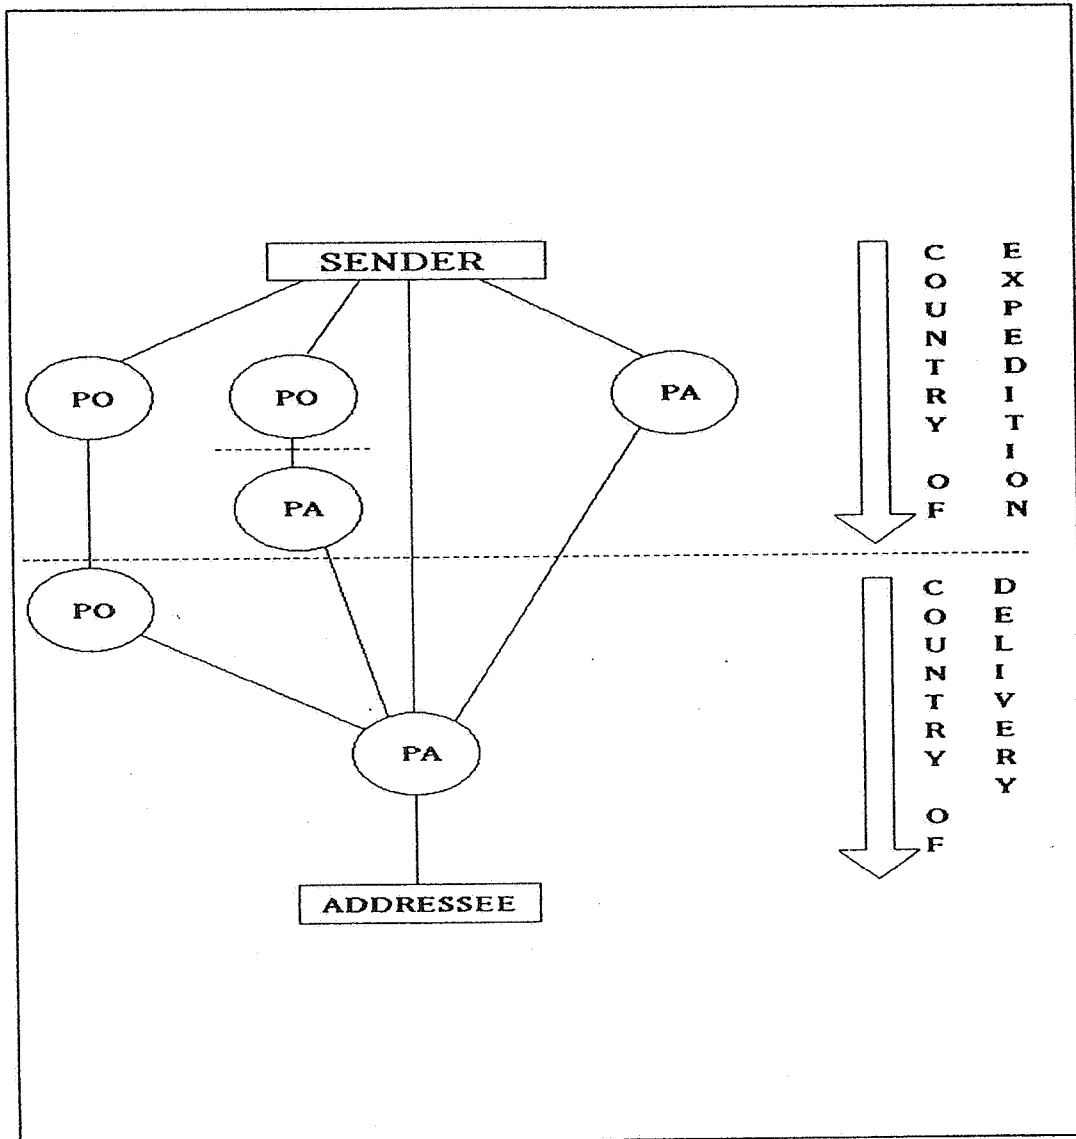 SENDER
PO
PO
PA
PA
COUNTRY OF
EXPEDITION
PO
PA
COUNTRY OF
DELIVERY
ADDRESSEE